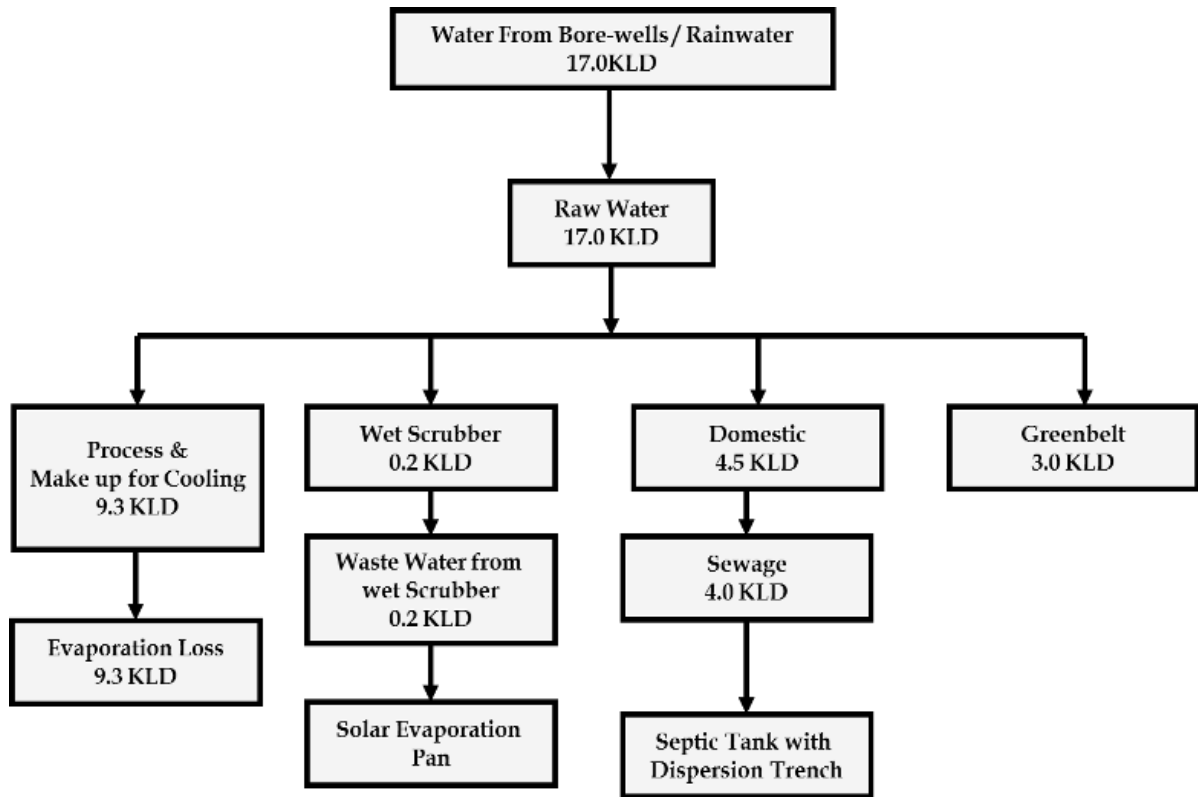 Water From Bore-wells / Rainwater
17.0KLD
Raw Water
17.0 KLD
Process &
Make up for Cooling
9.3 KLD
Wet Scrubber
0.2 KLD
Domestic
4.5 KLD
Greenbelt
3.0 KLD
Waste Water from
wet Scrubber
0.2 KLD
Sewage
4.0 KLD
Evaporation Loss
9.3 KLD
Solar Evaporation
Pan
Septic Tank with
Dispersion Trench